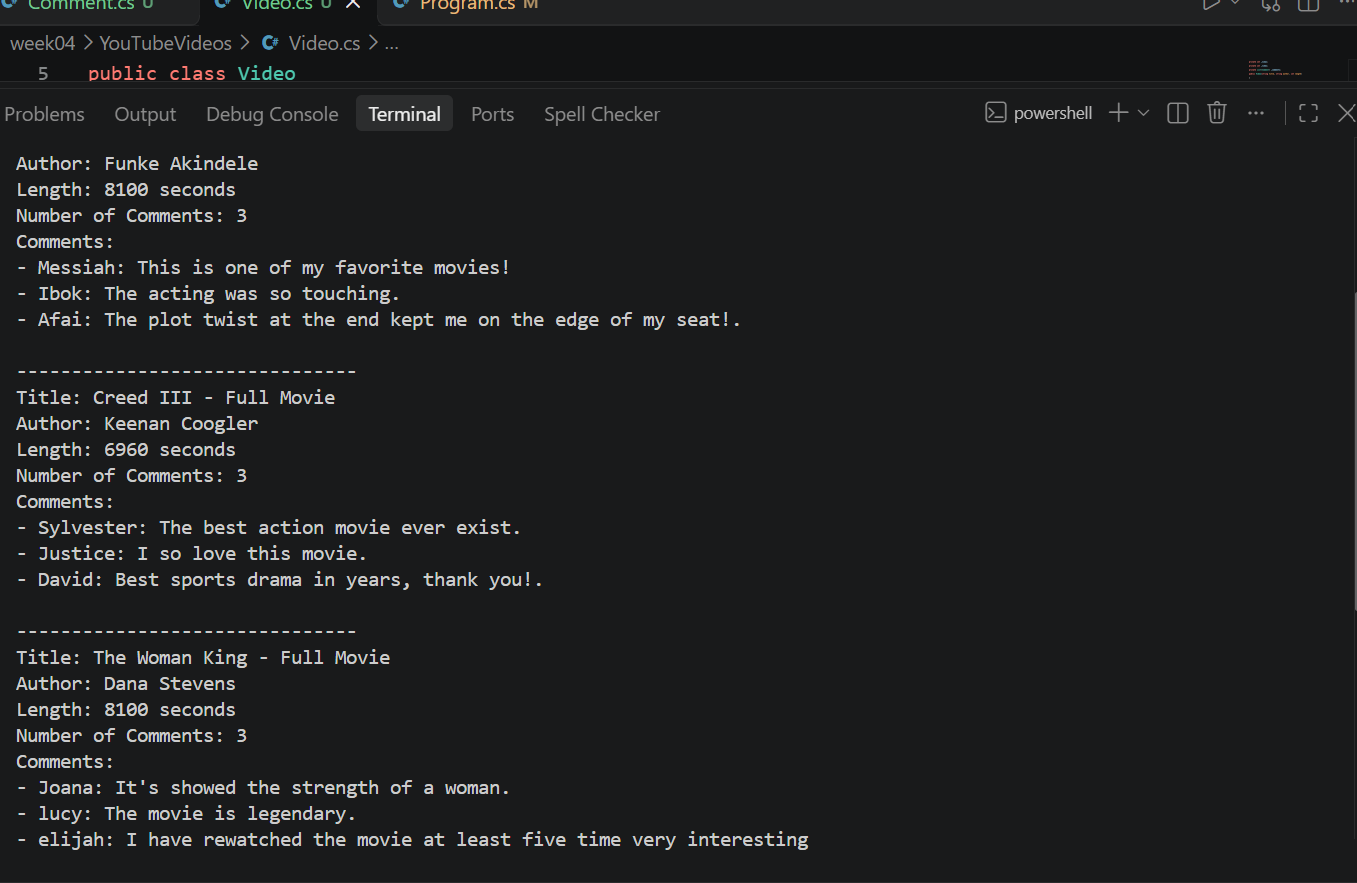 Comment.cs U Video.cs U Program.cs M
week04 > YouTubeVideos > Video.cs > ...
5 public class Video
Problems Output Debug Console Terminal Ports Spell Checker powershell
Author: Funke Akindele
Length: 8100 seconds
Number of Comments: 3
Comments:
- Messiah: This is one of my favorite movies!
- Ibok: The acting was so touching.
- Afai: The plot twist at the end kept me on the edge of my seat!.
-------------------------------
Title: Creed III - Full Movie
Author: Keenan Coogler
Length: 6960 seconds
Number of Comments: 3
Comments:
- Sylvester: The best action movie ever exist.
- Justice: I so love this movie.
- David: Best sports drama in years, thank you!.
-------------------------------
Title: The Woman King - Full Movie
Author: Dana Stevens
Length: 8100 seconds
Number of Comments: 3
Comments:
- Joana: It's showed the strength of a woman.
- lucy: The movie is legendary.
- elijah: I have rewatched the movie at least five time very interesting